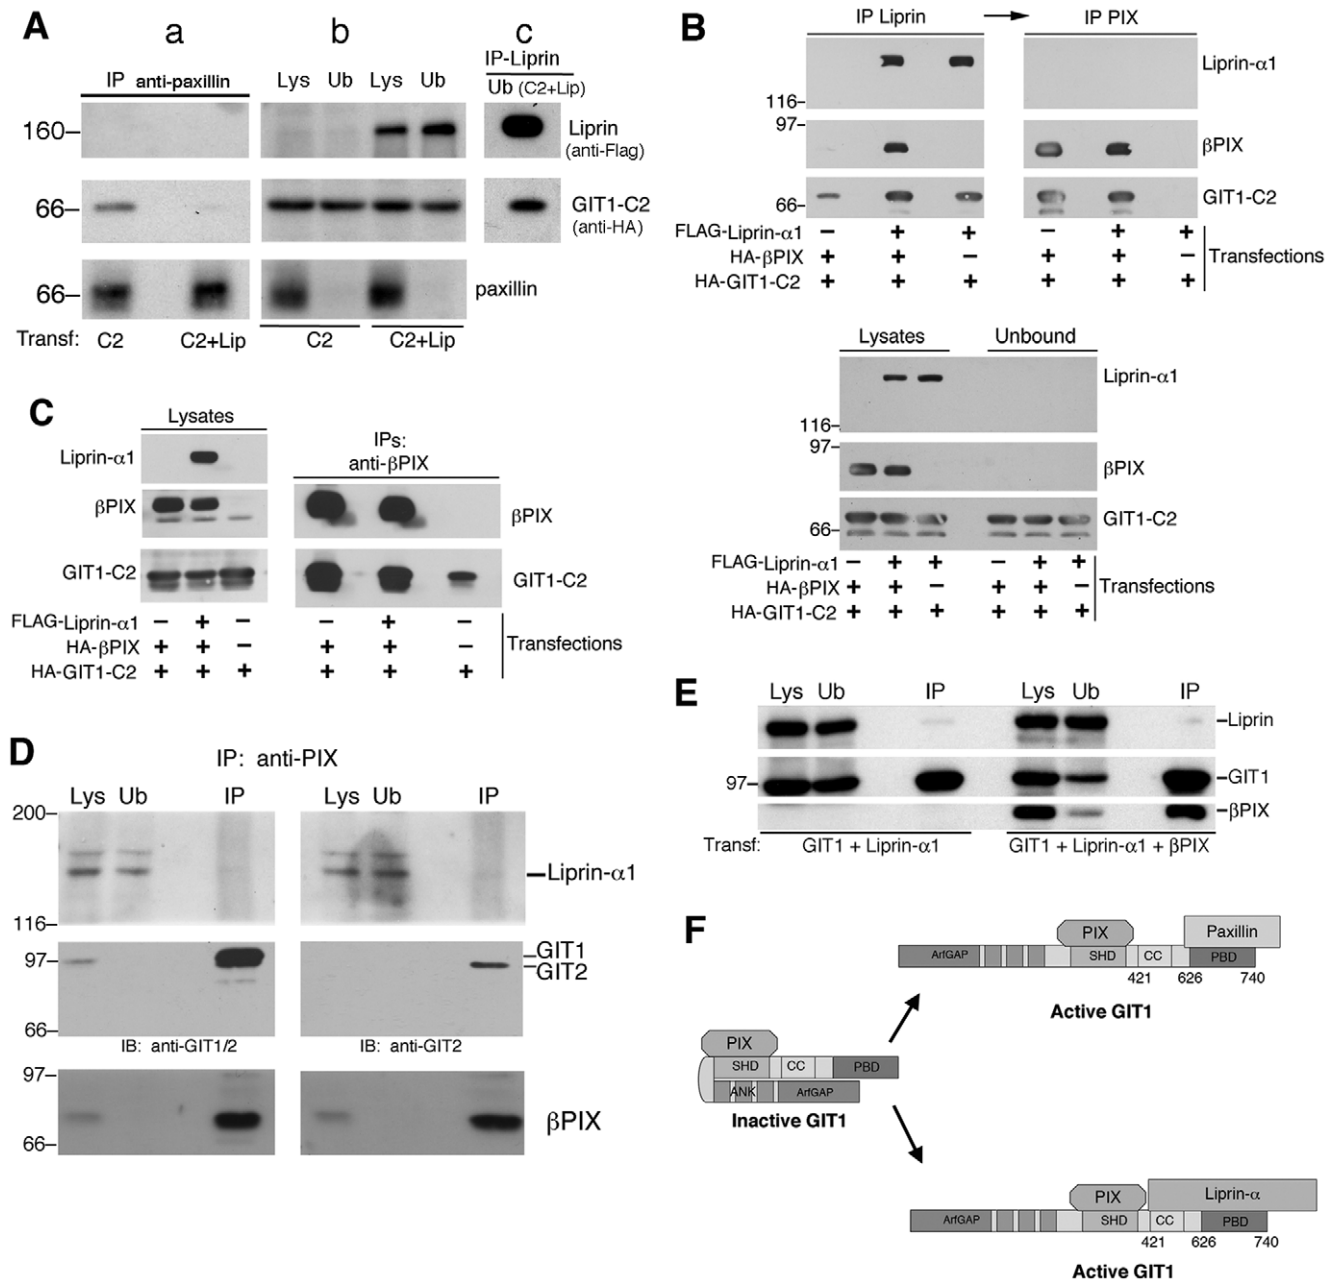 A
a
b
c
IP anti-paxillin
Lys Ub Lys Ub
IP-Liprin
Ub (C2+Lip)
160–
Liprin
(anti-Flag)
66–
GIT1-C2
(anti-HA)
66–
paxillin
Transf: C2 C2+Lip C2 C2+Lip
B
IP Liprin
IP PIX
Liprin-α1
116–
97–
βPIX
66–
GIT1-C2
FLAG-Liprin-α1 – + + – + +
HA-βPIX + + – + + –
HA-GIT1-C2 + + + + + +
Transfections
Lysates Unbound
Liprin-α1
116–
97–
βPIX
66–
GIT1-C2
FLAG-Liprin-α1 – + + – + +
HA-βPIX + + – + + –
HA-GIT1-C2 + + + + + +
Transfections
C
Lysates
IPs:
anti-βPIX
Liprin-α1
βPIX
βPIX
GIT1-C2
GIT1-C2
FLAG-Liprin-α1 – + – – + –
HA-βPIX + + – + + –
HA-GIT1-C2 + + + + + +
Transfections
D
IP: anti-PIX
Lys Ub IP Lys Ub IP
200–
–Liprin-α1
116–
97–
GIT1
GIT2
66–
IB: anti-GIT1/2 IB: anti-GIT2
97–
βPIX
66–
E
Lys Ub IP Lys Ub IP
–Liprin
97–
–GIT1
–βPIX
Transf: GIT1 + Liprin-α1 GIT1 + Liprin-α1 + βPIX
F
PIX
Paxillin
ArfGAP SHD CC PBD
421 626 740
Active GIT1
PIX
SHD CC PBD
ANK ArfGAP
Inactive GIT1
PIX
Liprin-α
ArfGAP SHD CC PBD
421 626 740
Active GIT1